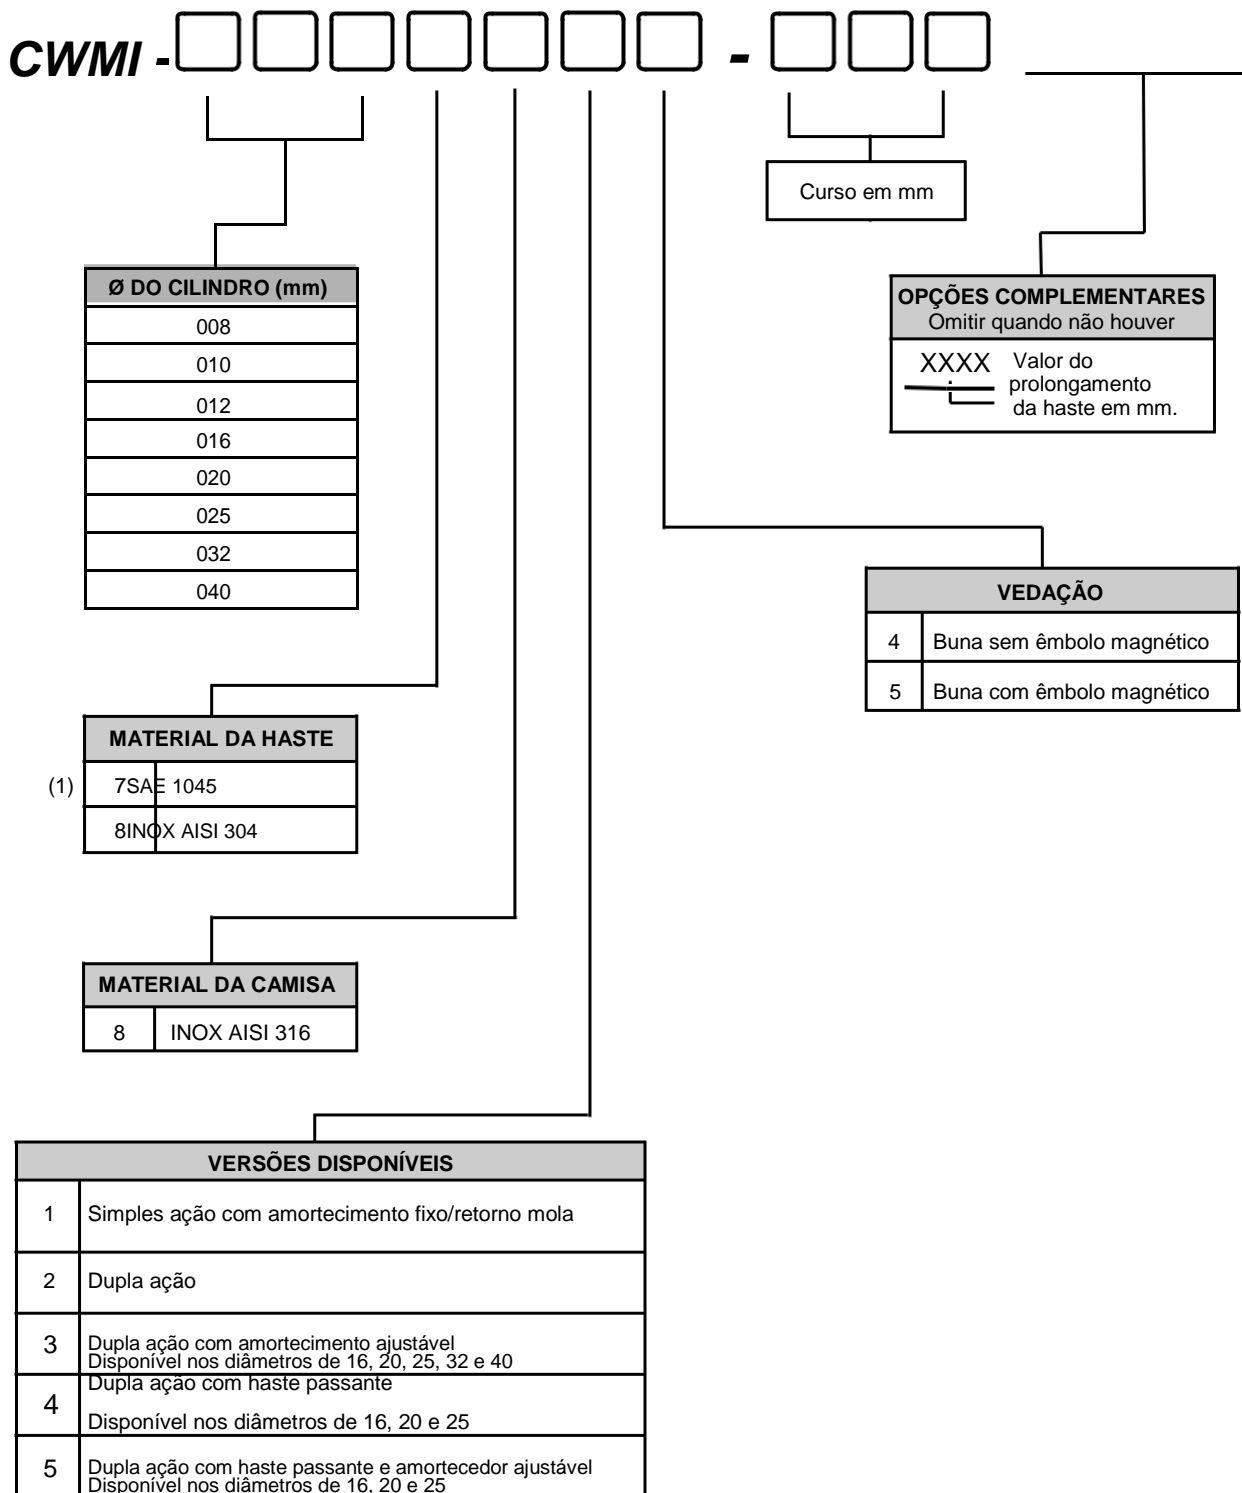 CWMI - -
Curso em mm
Ø DO CILINDRO (mm)
008
010
012
016
020
025
032
040
OPÇÕES COMPLEMENTARES
Omitir quando não houver
XXXX Valor do
prolongamento
da haste em mm.
VEDAÇÃO
4 Buna sem êmbolo magnético
5 Buna com êmbolo magnético
MATERIAL DA HASTE
(1) 7SAE 1045
8INOX AISI 304
MATERIAL DA CAMISA
8 INOX AISI 316
VERSÕES DISPONÍVEIS
1 Simples ação com amortecimento fixo/retorno mola
2 Dupla ação
3 Dupla ação com amortecimento ajustável
Disponível nos diâmetros de 16, 20, 25, 32 e 40
4 Dupla ação com haste passante
Disponível nos diâmetros de 16, 20 e 25
5 Dupla ação com haste passante e amortecedor ajustável
Disponível nos diâmetros de 16, 20 e 25